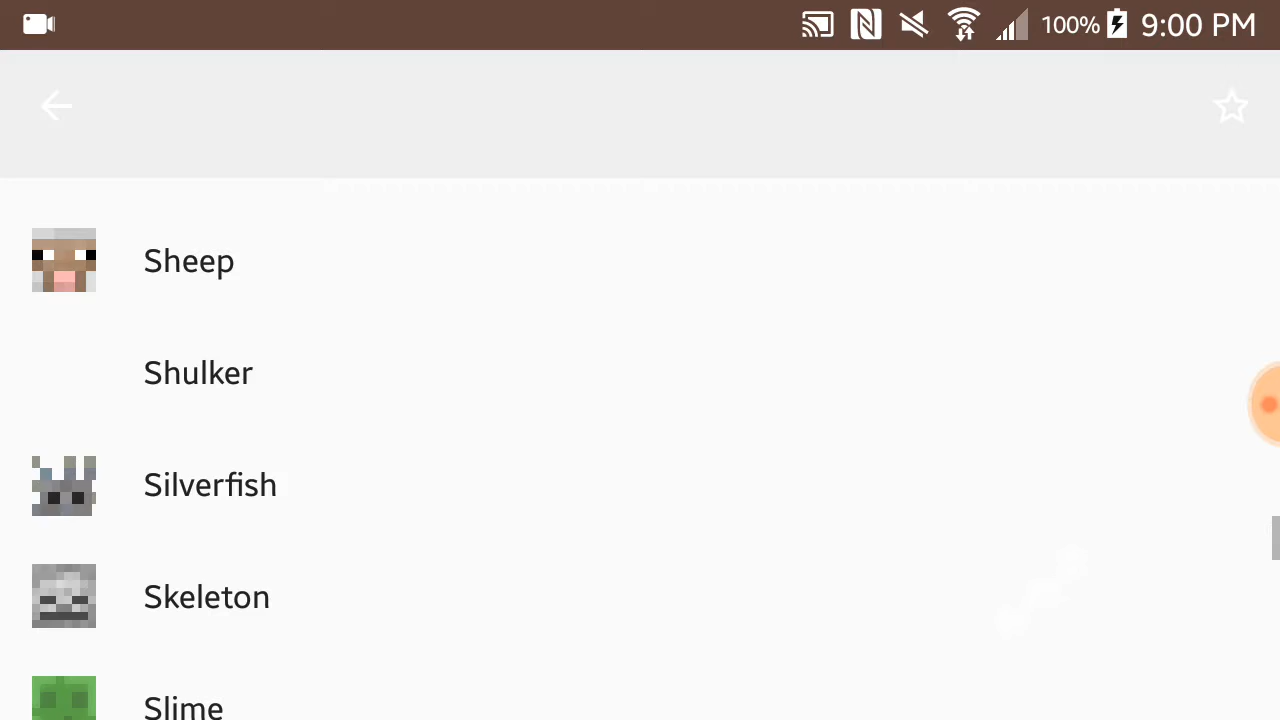 100% 9:00 PM
Sheep
Shulker
Silverfish
Skeleton
Slime